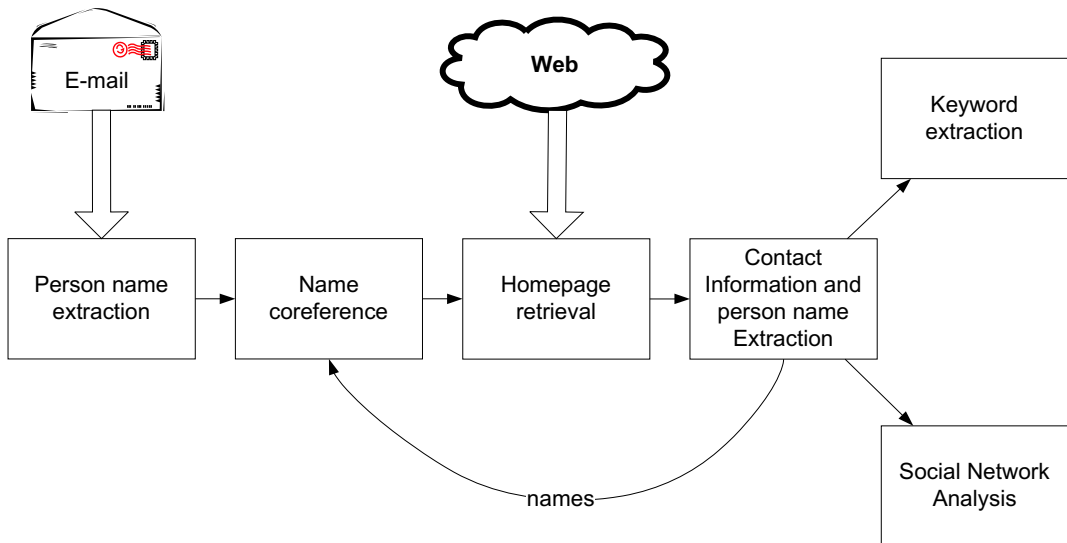 E-mail
Web
Keyword
extraction
Person name
extraction
Name
coreference
Homepage
retrieval
Contact
Information and
person name
Extraction
names
Social Network
Analysis